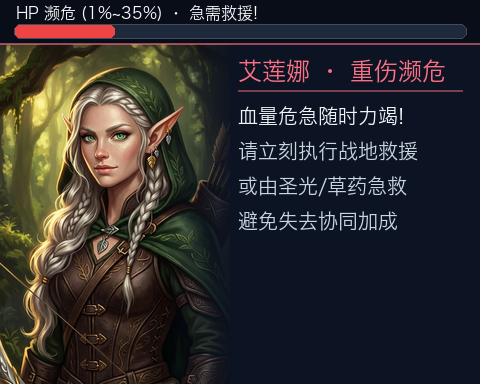 HP 濒危 (1%~35%) · 急需救援!
艾莲娜 · 重伤濒危
血量危急随时力竭!
请立刻执行战地救援
或由圣光/草药急救
避免失去协同加成